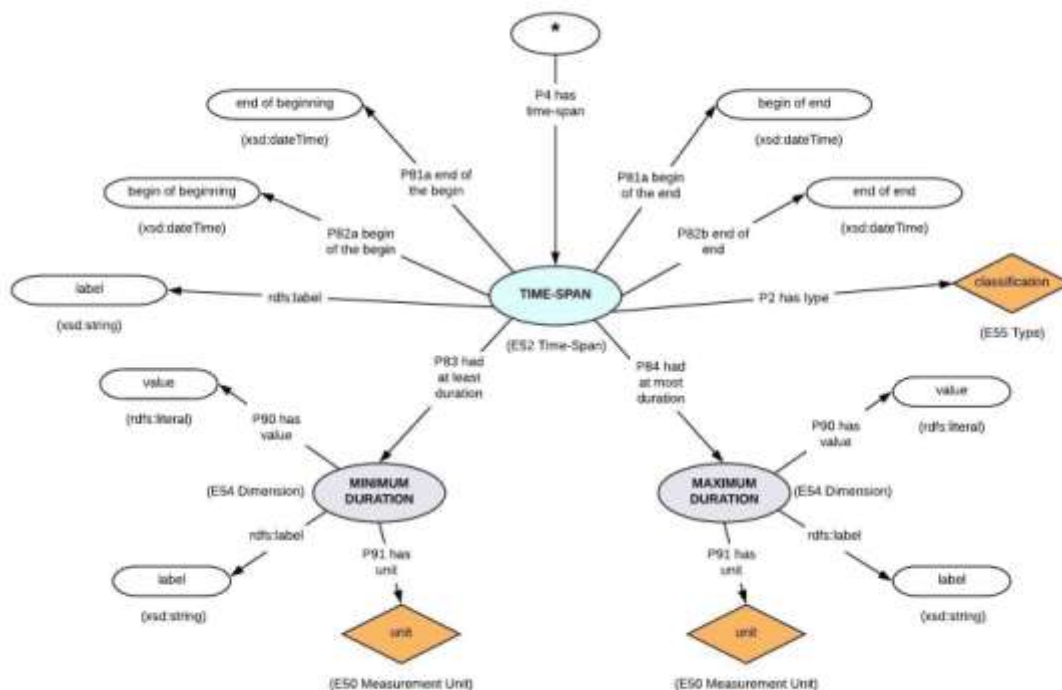 *
P4 has
time-span
end of beginning
(xsd:dateTime)
begin of end
(xsd:dateTime)
P81a end of
the begin
P81a begin
of the end
begin of beginning
(xsd:dateTime)
end of end
(xsd:dateTime)
P82a begin
of the begin
P82b end of
end
label
(xsd:string)
rdfs:label
TIME-SPAN
(E52 Time-Span)
P2 has type
classification
(E55 Type)
P83 had
at least
duration
P84 had
at most
duration
value
(rdfs:literal)
P90 has
value
value
(rdfs:literal)
P90 has
value
MINIMUM
DURATION
(E54 Dimension)
MAXIMUM
DURATION
(E54 Dimension)
rdfs:label
P91 has
unit
P91 has
unit
rdfs:label
label
(xsd:string)
label
(xsd:string)
unit
(E50 Measurement Unit)
unit
(E50 Measurement Unit)